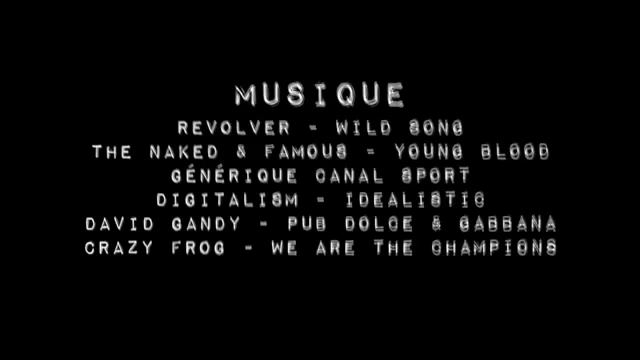 MUSIQUE
REVOLVER - WILD SONG
THE NAKED & FAMOUS - YOUNG BLOOD
GÉNÉRIQUE CANAL SPORT
DIGITALISM - IDEALISTIC
DAVID GANDY - PUB DOLCE & GABBANA
CRAZY FROG - WE ARE THE CHAMPIONS